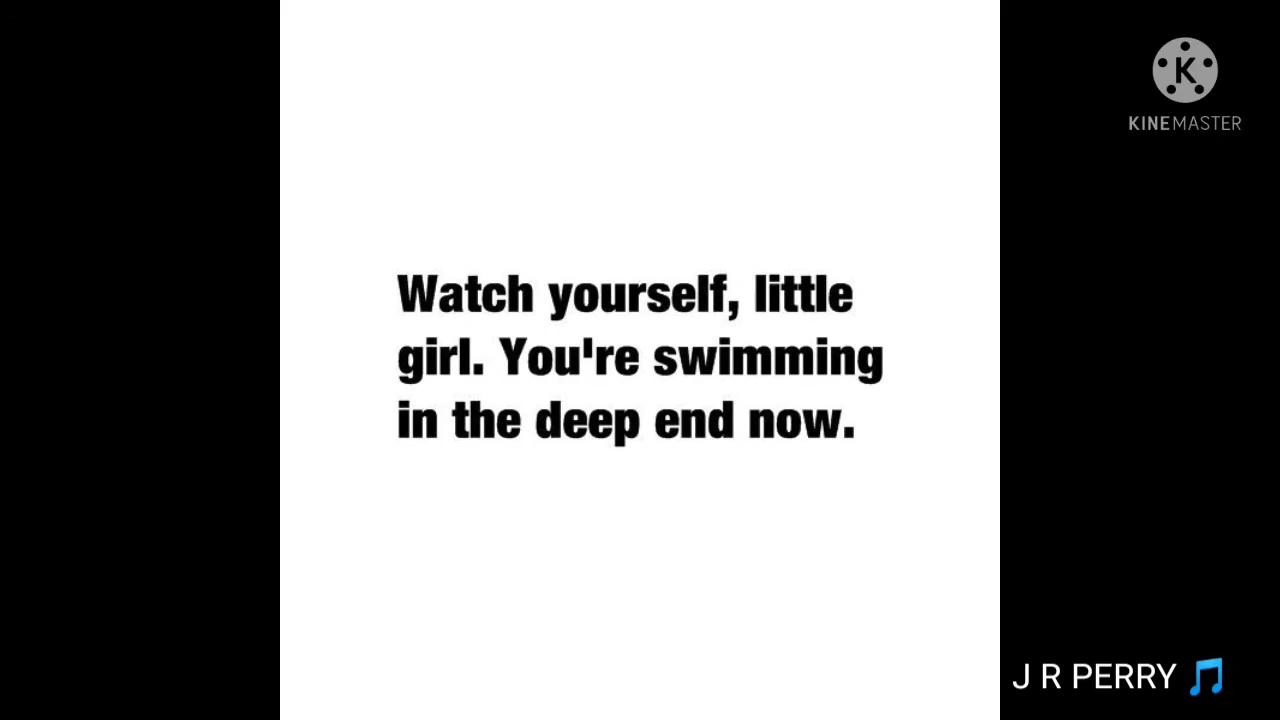 K
KINEMASTER
Watch yourself, little
girl. You're swimming
in the deep end now.
J R PERRY 🎵